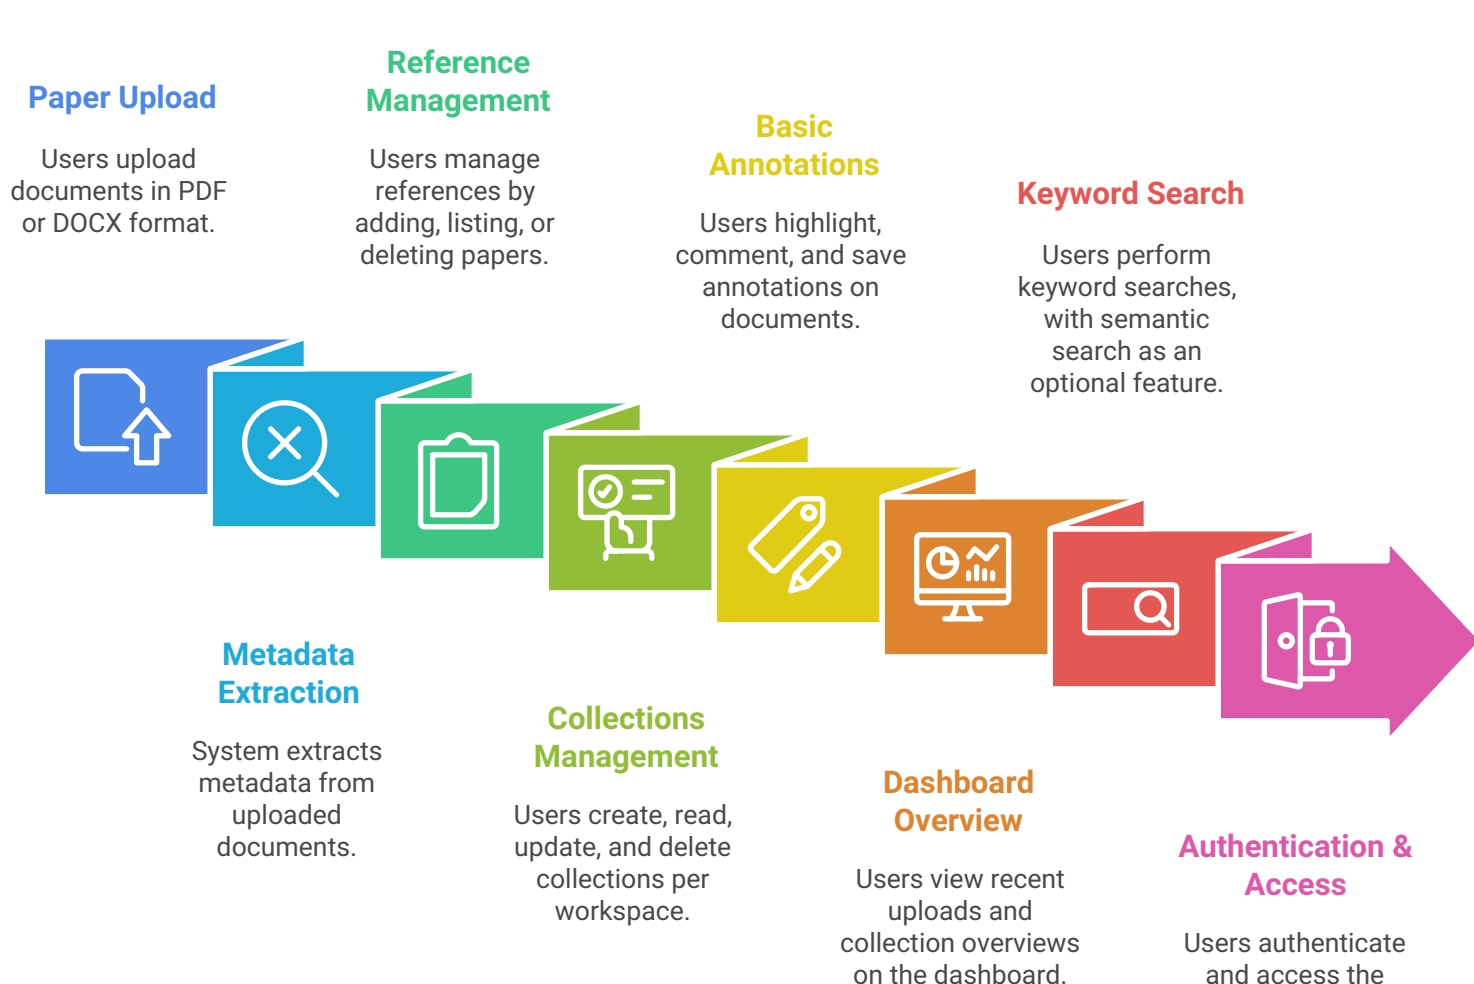 Paper Upload
Users upload
documents in PDF
or DOCX format.
Reference
Management
Users manage
references by
adding, listing, or
deleting papers.
Basic
Annotations
Users highlight,
comment, and save
annotations on
documents.
Keyword Search
Users perform
keyword searches,
with semantic
search as an
optional feature.
Metadata
Extraction
System extracts
metadata from
uploaded
documents.
Collections
Management
Users create, read,
update, and delete
collections per
workspace.
Dashboard
Overview
Users view recent
uploads and
collection overviews
on the dashboard.
Authentication &
Access
Users authenticate
and access the